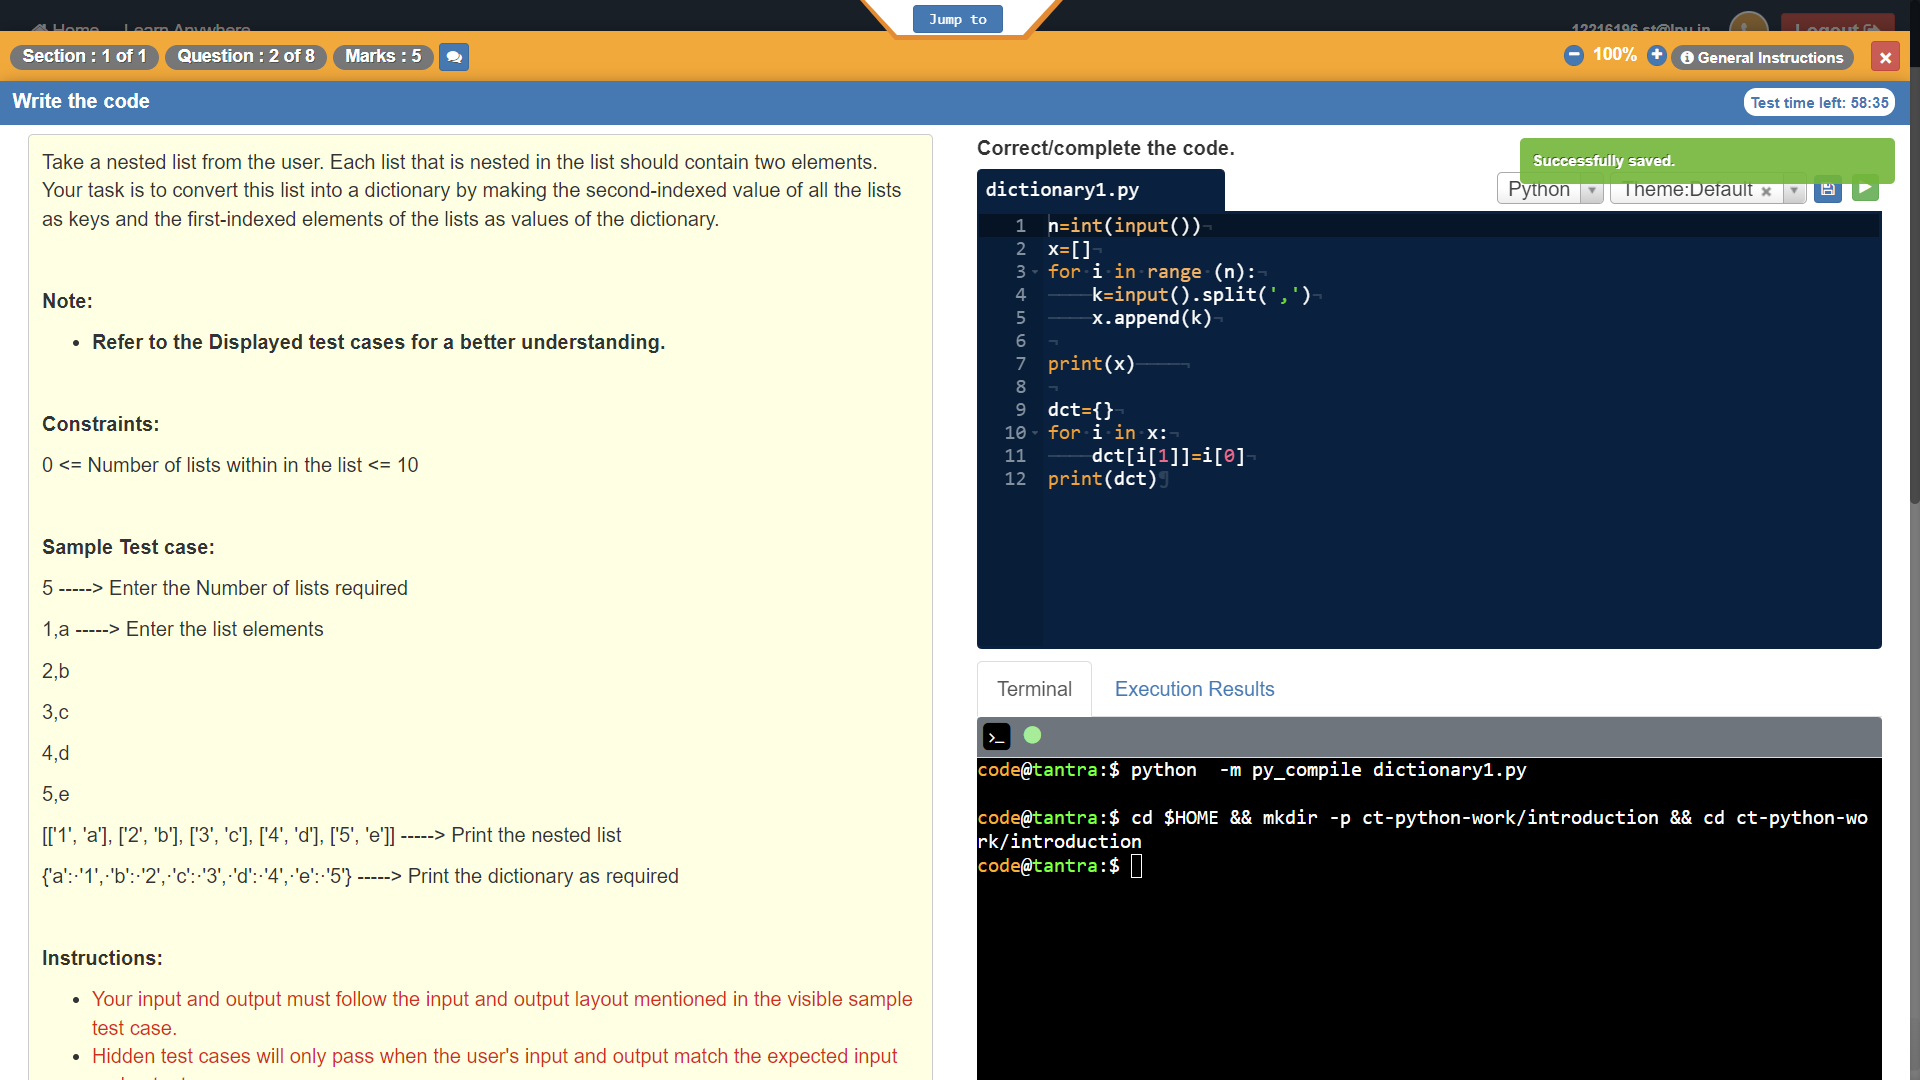 Jump to
Home Learn Anywhere 12216196.st@lpu.in Logout
Section : 1 of 1 Question : 2 of 8 Marks : 5 100% General Instructions
Write the code Test time left: 58:35
Take a nested list from the user. Each list that is nested in the list should contain two elements.
Your task is to convert this list into a dictionary by making the second-indexed value of all the lists
as keys and the first-indexed elements of the lists as values of the dictionary.
Note:
• Refer to the Displayed test cases for a better understanding.
Constraints:
0 <= Number of lists within in the list <= 10
Sample Test case:
5 -----> Enter the Number of lists required
1,a -----> Enter the list elements
2,b
3,c
4,d
5,e
[['1', 'a'], ['2', 'b'], ['3', 'c'], ['4', 'd'], ['5', 'e']] -----> Print the nested list
{'a':·'1',·'b':·'2',·'c':·'3',·'d':·'4',·'e':·'5'} -----> Print the dictionary as required
Instructions:
• Your input and output must follow the input and output layout mentioned in the visible sample
test case.
• Hidden test cases will only pass when the user's input and output match the expected input
Correct/complete the code.
Successfully saved.
dictionary1.py
Python Theme:Default ×
1 n=int(input())
2 x=[]
3 for i in range (n):
4 k=input().split(',')
5 x.append(k)
6
7 print(x)
8
9 dct={}
10 for i in x:
11 dct[i[1]]=i[0]
12 print(dct)
Terminal Execution Results
code@tantra:$ python  -m py_compile dictionary1.py
code@tantra:$ cd $HOME && mkdir -p ct-python-work/introduction && cd ct-python-wo
rk/introduction
code@tantra:$